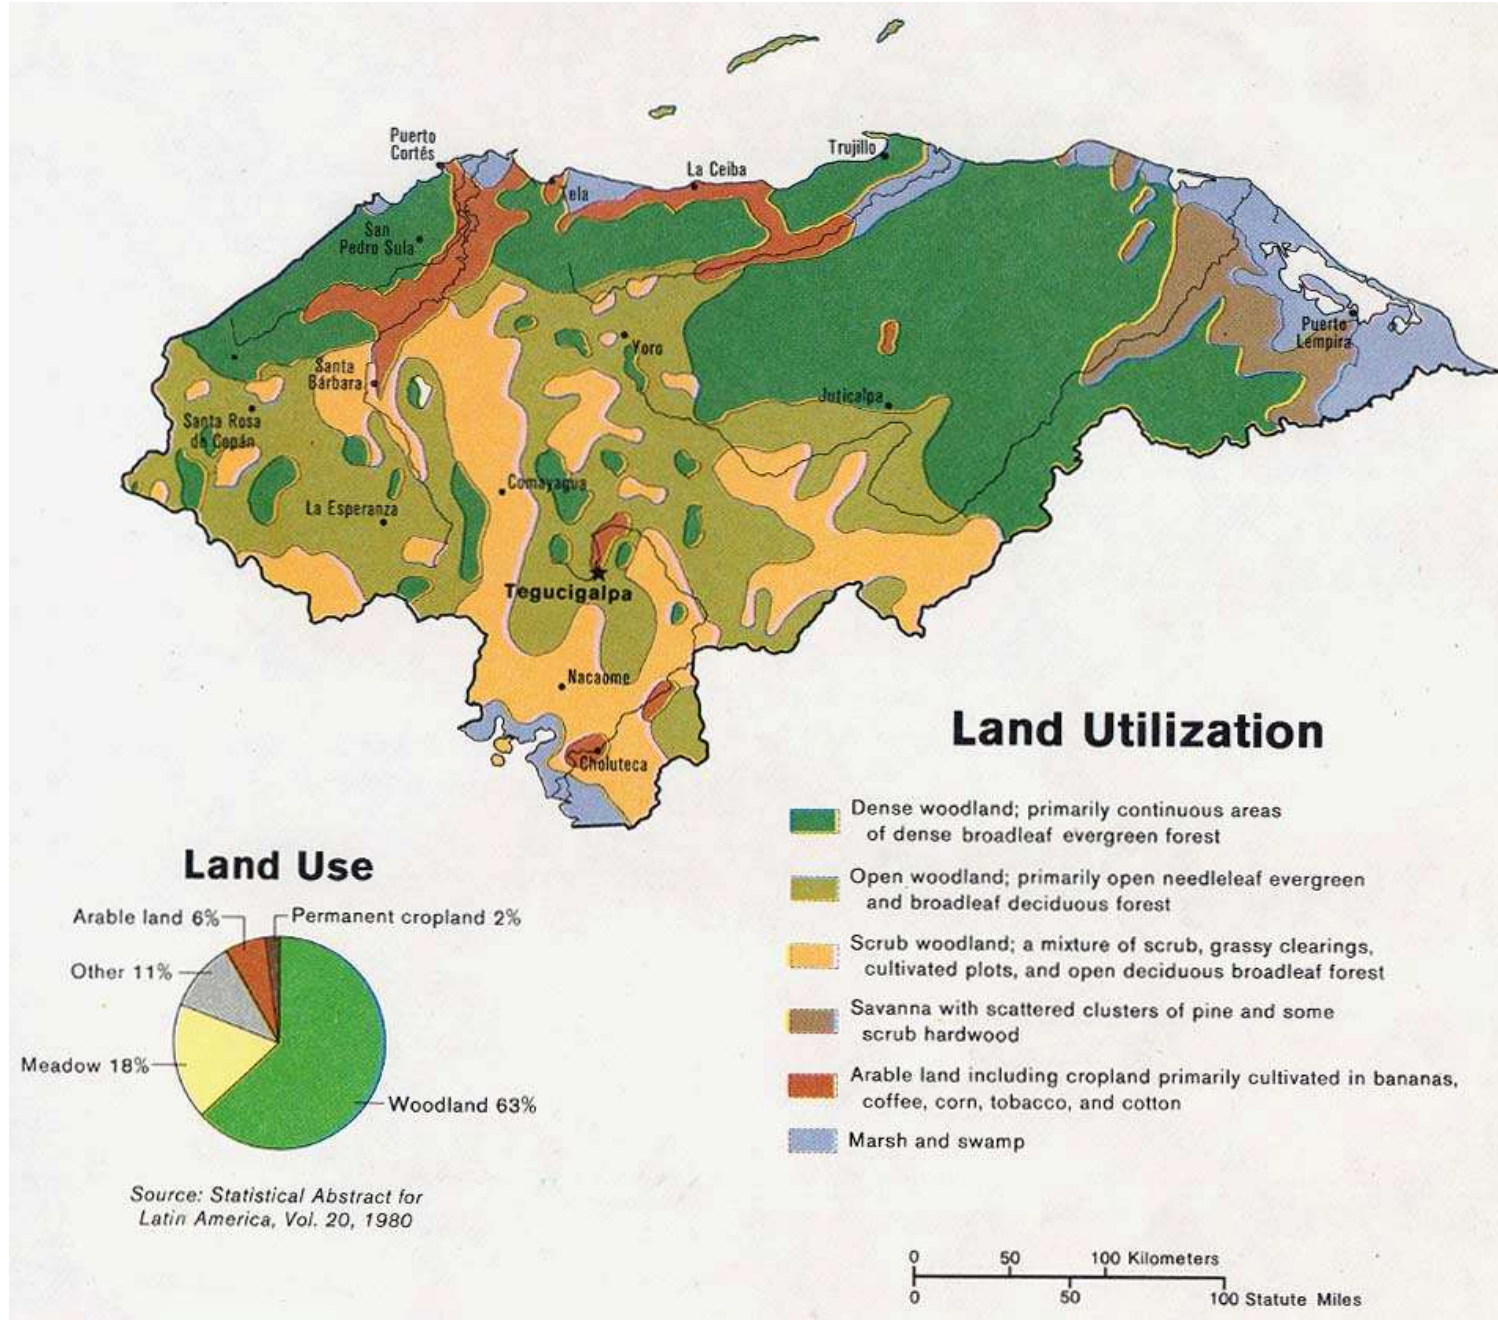 Puerto
Cortés
Tela
La Ceiba
Trujillo
San
Pedro Sula
Puerto
Lempira
Yoro
Santa
Bárbara
Juticalpa
Santa Rosa
de Copán
Comayagua
La Esperanza
Tegucigalpa
Nacaome
Choluteca
Land Utilization
Dense woodland; primarily continuous areas
of dense broadleaf evergreen forest
Open woodland; primarily open needleleaf evergreen
and broadleaf deciduous forest
Scrub woodland; a mixture of scrub, grassy clearings,
cultivated plots, and open deciduous broadleaf forest
Savanna with scattered clusters of pine and some
scrub hardwood
Arable land including cropland primarily cultivated in bananas,
coffee, corn, tobacco, and cotton
Marsh and swamp
Land Use
Arable land 6%
Permanent cropland 2%
Other 11%
Meadow 18%
Woodland 63%
Source: Statistical Abstract for
Latin America, Vol. 20, 1980
0 50 100 Kilometers
0 50 100 Statute Miles